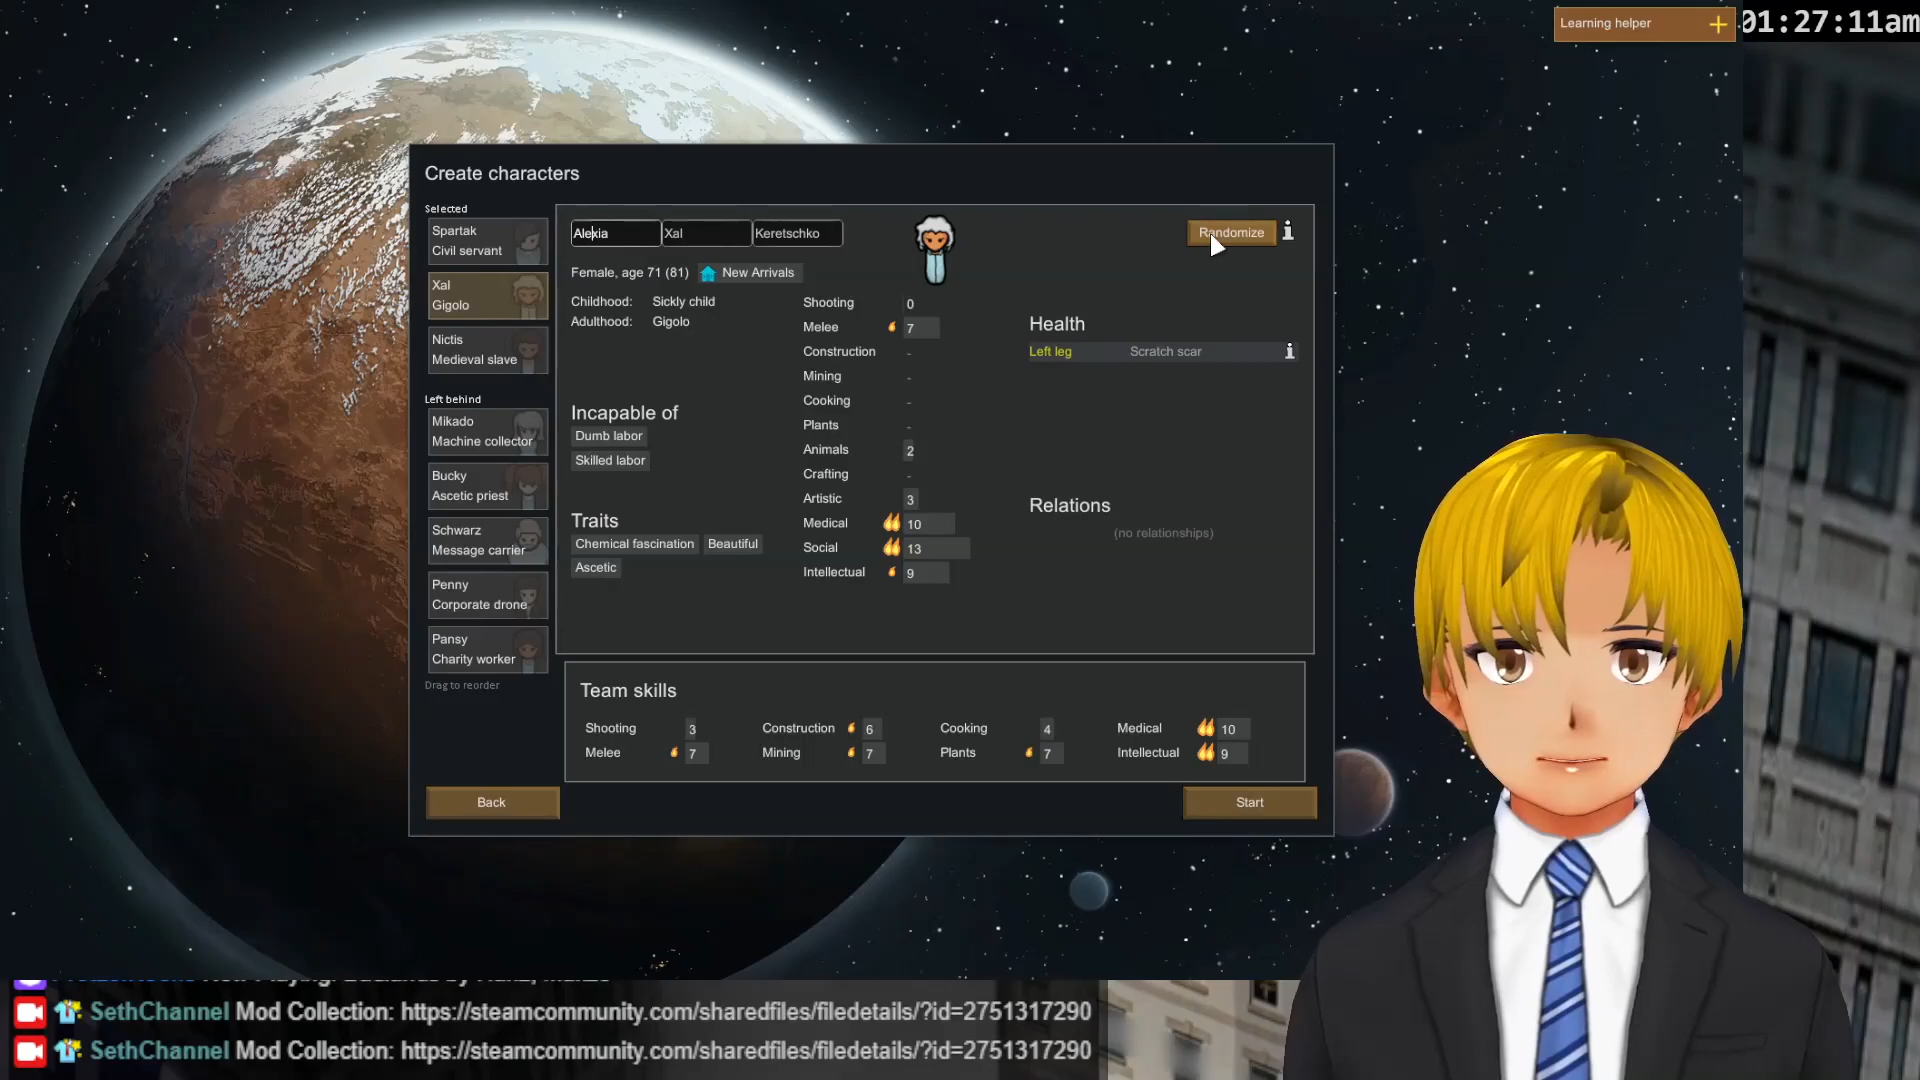 Learning helper
01:27:11am
Create characters
Selected
Spartak
Civil servant
Xal
Gigolo
Nictis
Medieval slave
Left behind
Mikado
Machine collector
Bucky
Ascetic priest
Schwarz
Message carrier
Penny
Corporate drone
Pansy
Charity worker
Drag to reorder
Alekia Xal Keretschko
Randomize
Female, age 71 (81) New Arrivals
Childhood: Sickly child
Adulthood: Gigolo
Incapable of
Dumb labor
Skilled labor
Traits
Chemical fascination Beautiful
Ascetic
Shooting 0
Melee 7
Construction -
Mining -
Cooking -
Plants -
Animals 2
Crafting -
Artistic 3
Medical 10
Social 13
Intellectual 9
Health
Left leg Scratch scar
Relations
(no relationships)
Team skills
Shooting 3 Construction 6 Cooking 4 Medical 10
Melee 7 Mining 7 Plants 7 Intellectual 9
Back
Start
SethChannel Mod Collection: https://steamcommunity.com/sharedfiles/filedetails/?id=2751317290
SethChannel Mod Collection: https://steamcommunity.com/sharedfiles/filedetails/?id=2751317290